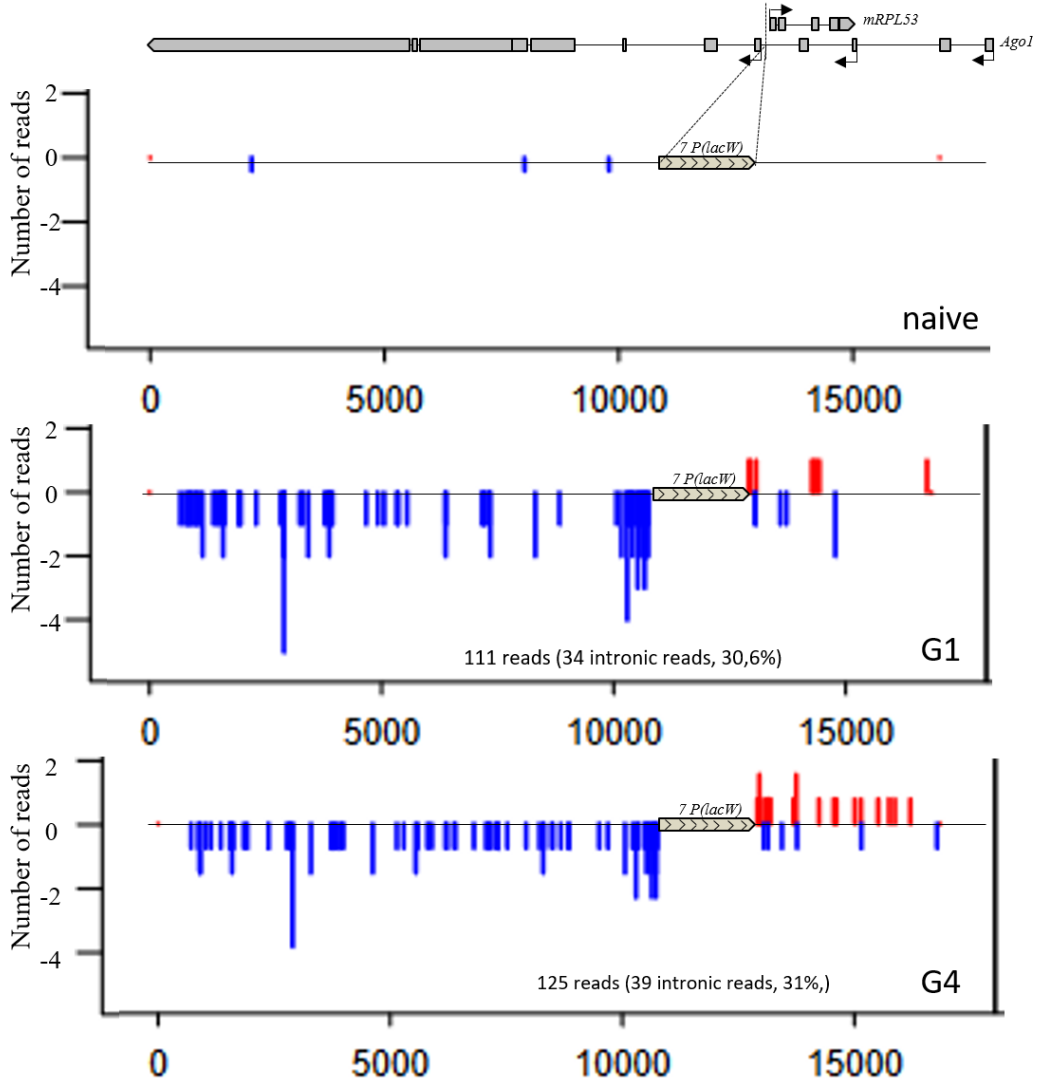 mRPL53
Ago1
Number of reads
2
0
-2
-4
7 P(lacW)
naive
0 5000 10000 15000
Number of reads
2
0
-2
-4
7 P(lacW)
111 reads (34 intronic reads, 30,6%)
G1
0 5000 10000 15000
Number of reads
2
0
-2
-4
7 P(lacW)
125 reads (39 intronic reads, 31%,)
G4
0 5000 10000 15000